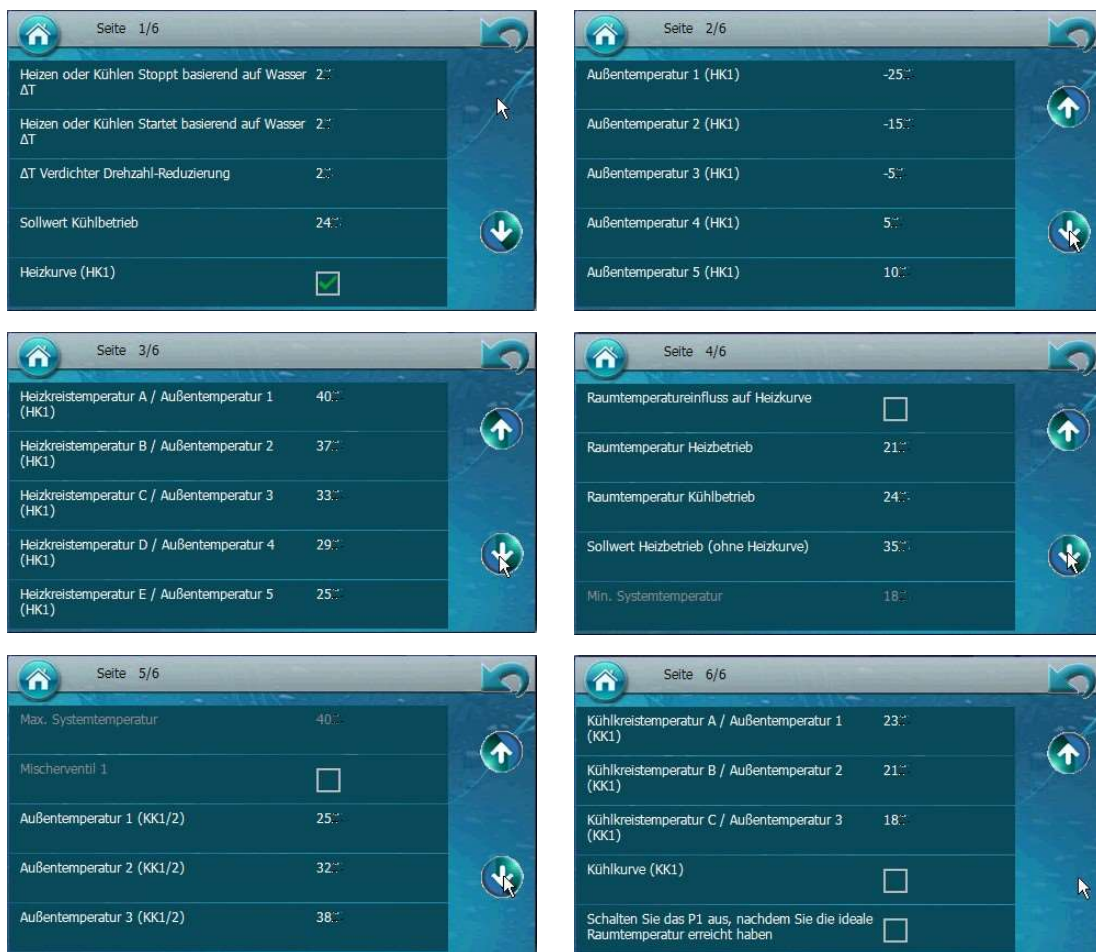 Seite 1/6
Heizen oder Kühlen Stoppt basierend auf Wasser 2
ΔT
Heizen oder Kühlen Startet basierend auf Wasser 2
ΔT
ΔT Verdichter Drehzahl-Reduzierung 2
Sollwert Kühlbetrieb 24
Heizkurve (HK1)
Seite 2/6
Außentemperatur 1 (HK1) -25
Außentemperatur 2 (HK1) -15
Außentemperatur 3 (HK1) -5
Außentemperatur 4 (HK1) 5
Außentemperatur 5 (HK1) 10
Seite 3/6
Heizkreistemperatur A / Außentemperatur 1 40
(HK1)
Heizkreistemperatur B / Außentemperatur 2 37
(HK1)
Heizkreistemperatur C / Außentemperatur 3 33
(HK1)
Heizkreistemperatur D / Außentemperatur 4 29
(HK1)
Heizkreistemperatur E / Außentemperatur 5 25
(HK1)
Seite 4/6
Raumtemperatureinfluss auf Heizkurve
Raumtemperatur Heizbetrieb 21
Raumtemperatur Kühlbetrieb 24
Sollwert Heizbetrieb (ohne Heizkurve) 35
Min. Systemtemperatur 18
Seite 5/6
Max. Systemtemperatur 40
Mischerventil 1
Außentemperatur 1 (KK1/2) 25
Außentemperatur 2 (KK1/2) 32
Außentemperatur 3 (KK1/2) 38
Seite 6/6
Kühlkreistemperatur A / Außentemperatur 1 23
(KK1)
Kühlkreistemperatur B / Außentemperatur 2 21
(KK1)
Kühlkreistemperatur C / Außentemperatur 3 18
(KK1)
Kühlkurve (KK1)
Schalten Sie das P1 aus, nachdem Sie die ideale
Raumtemperatur erreicht haben